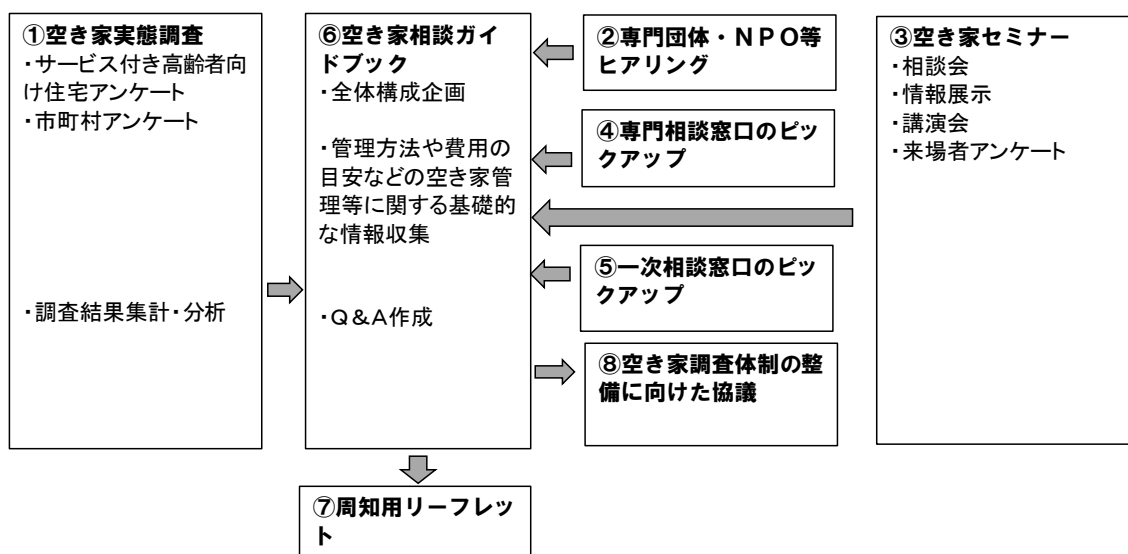 ①空き家実態調査
・サービス付き高齢者向
け住宅アンケート
・市町村アンケート
・調査結果集計・分析
⑥空き家相談ガイ
ドブック
・全体構成企画
・管理方法や費用の
目安などの空き家管
理等に関する基礎的
な情報収集
・Q&A作成
②専門団体・NPO等
ヒアリング
④専門相談窓口のピッ
クアップ
⑤一次相談窓口のピッ
クアップ
⑧空き家調査体制の整
備に向けた協議
③空き家セミナー
・相談会
・情報展示
・講演会
・来場者アンケート
⑦周知用リーフレッ
ト